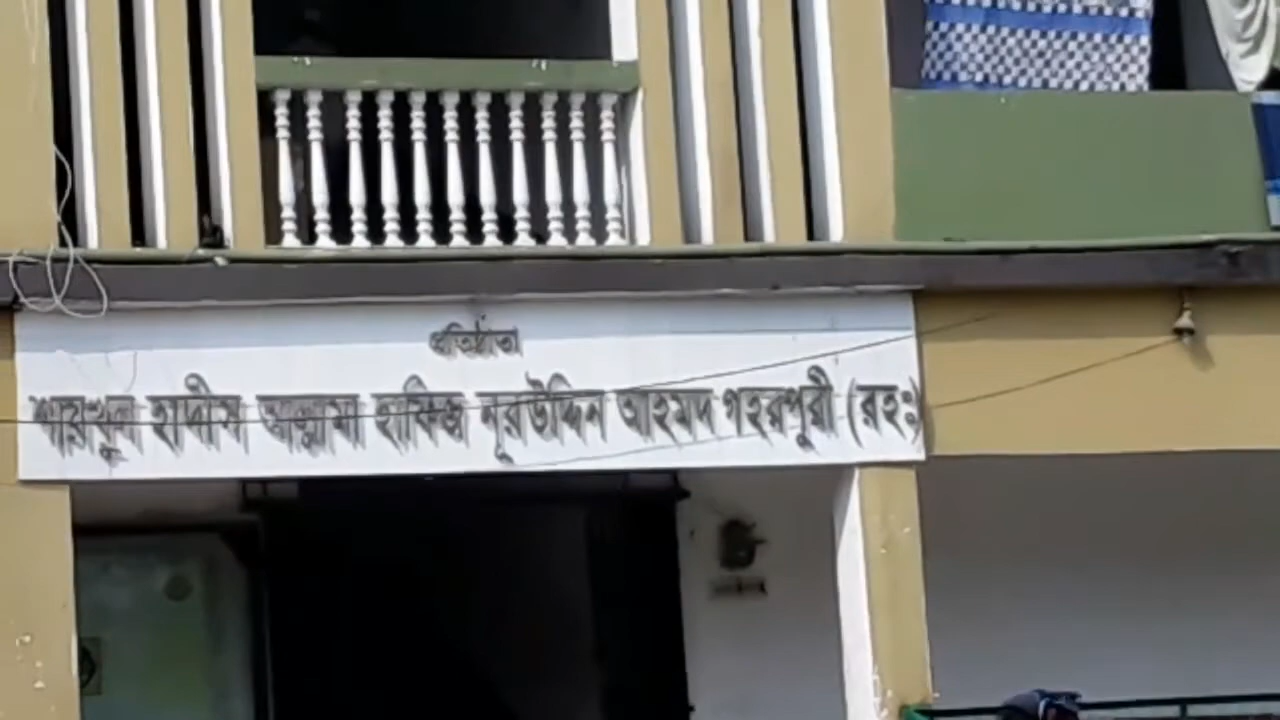 প্রতিষ্ঠাতা
শায়খুল হাদীস আল্লামা হাফিজ নূরউদ্দিন আহমদ গহরপুরী (রহঃ)